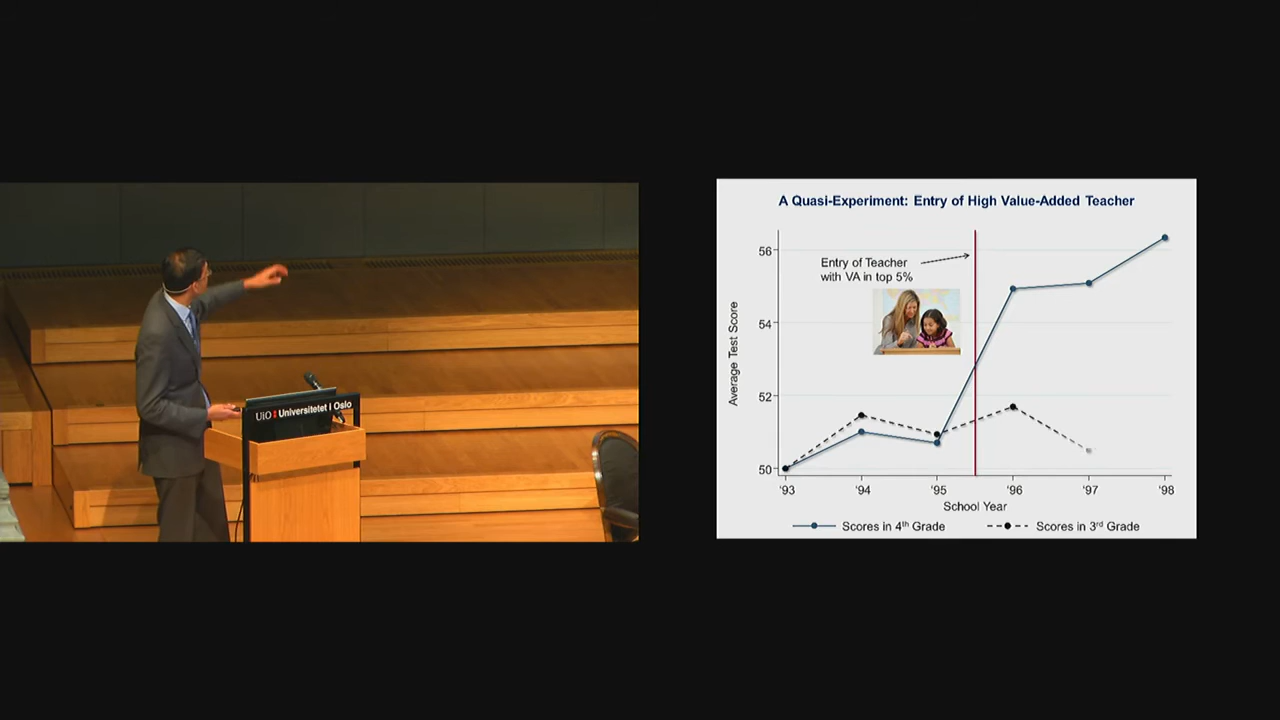 UiO Universitetet i Oslo
A Quasi-Experiment: Entry of High Value-Added Teacher
Entry of Teacher
with VA in top 5%
Average Test Score
56
54
52
50
'93 '94 '95 '96 '97 '98
School Year
Scores in 4th Grade
Scores in 3rd Grade